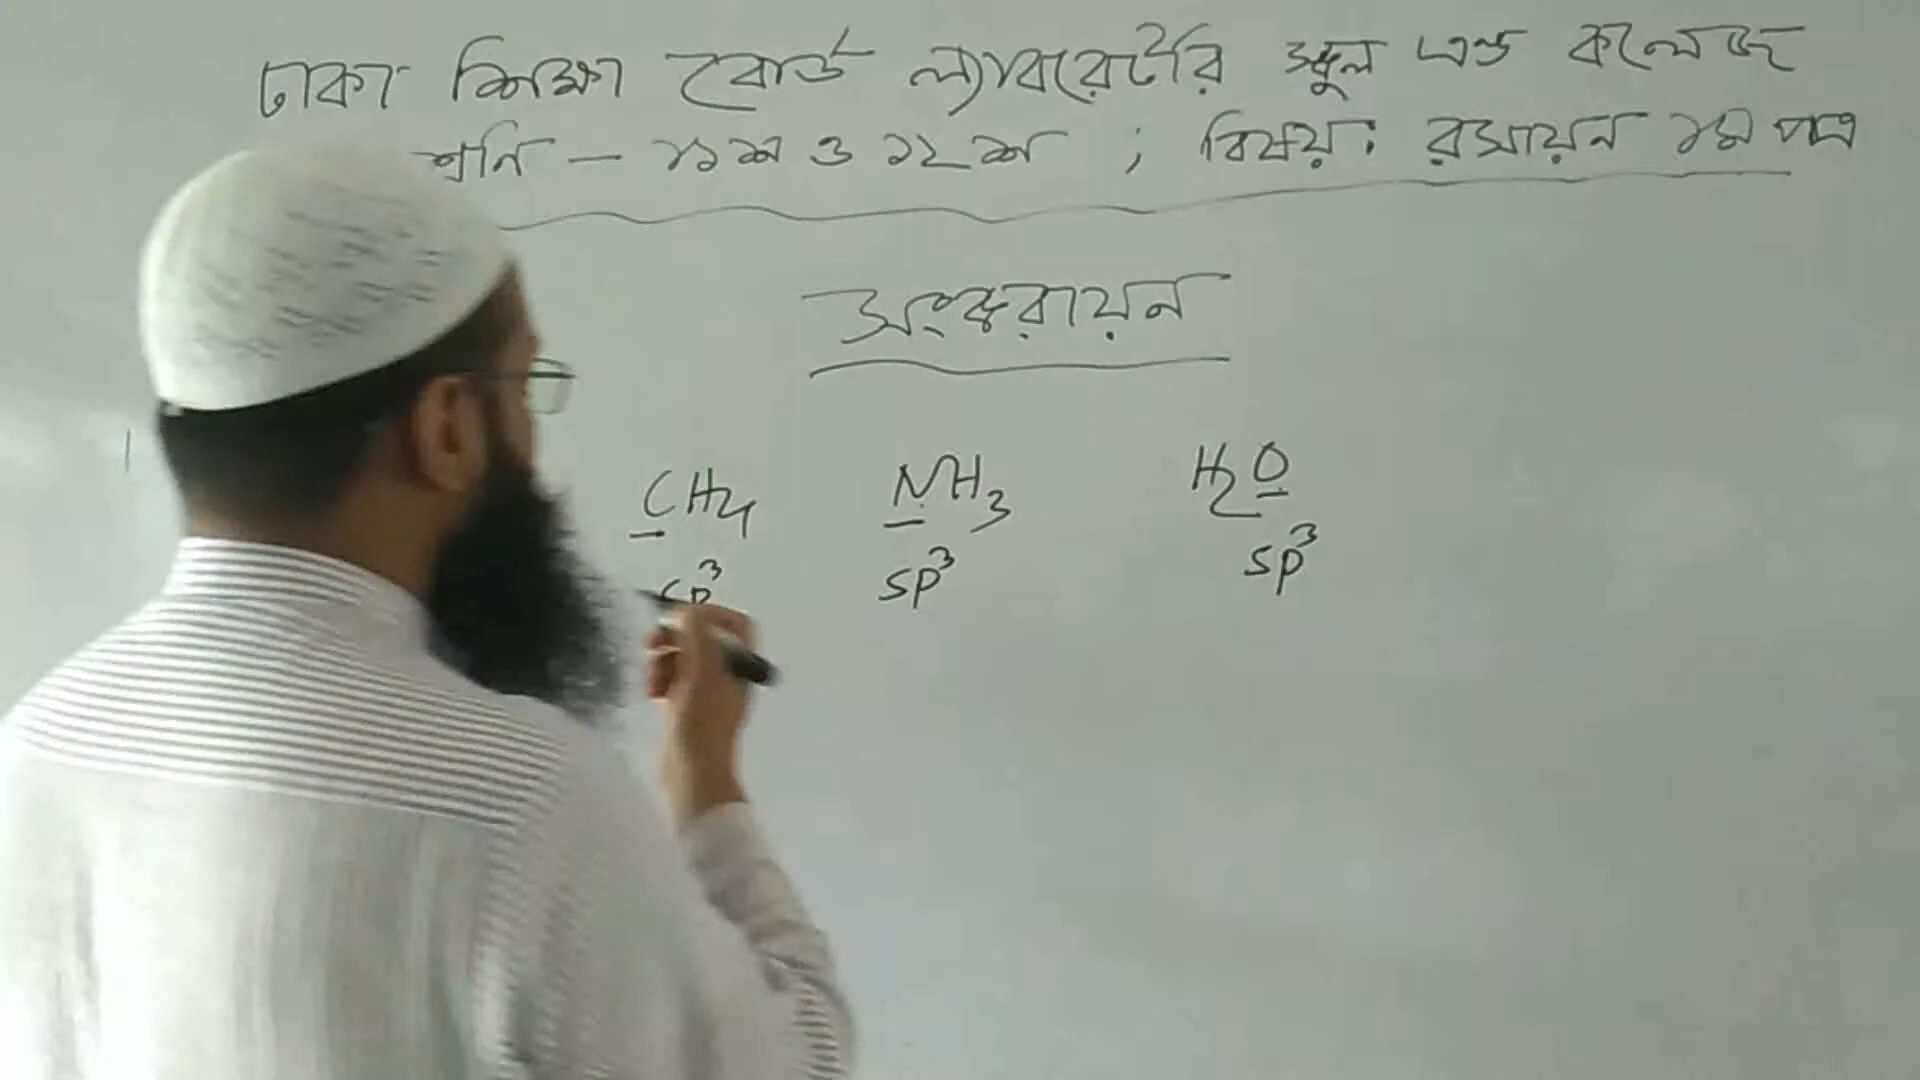 ঢাকা শিক্ষা বোর্ড ল্যাবরেটরি স্কুল এন্ড কলেজ
শ্রেনি - ১১শ ও ১২শ ; বিষয়: রসায়ন ১ম পত্র
সংকরায়ন
CH4 NH3 H2O
sp³ sp³ sp³